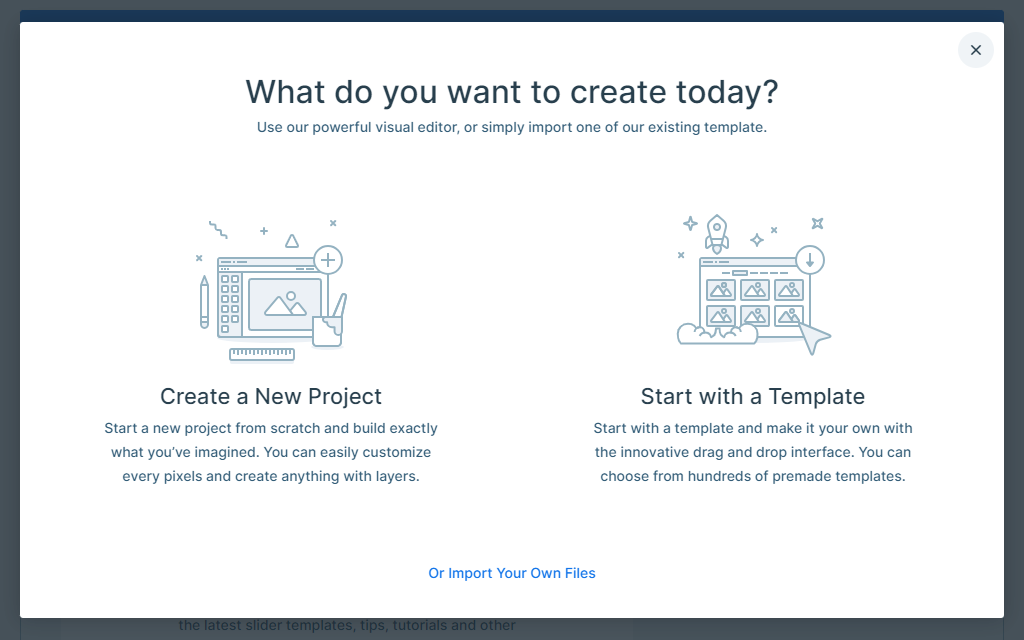 What do you want to create today?
Use our powerful visual editor, or simply import one of our existing template.
Create a New Project
Start a new project from scratch and build exactly
what you’ve imagined. You can easily customize
every pixels and create anything with layers.
Start with a Template
Start with a template and make it your own with
the innovative drag and drop interface. You can
choose from hundreds of premade templates.
Or Import Your Own Files
the latest slider templates, tips, tutorials and other